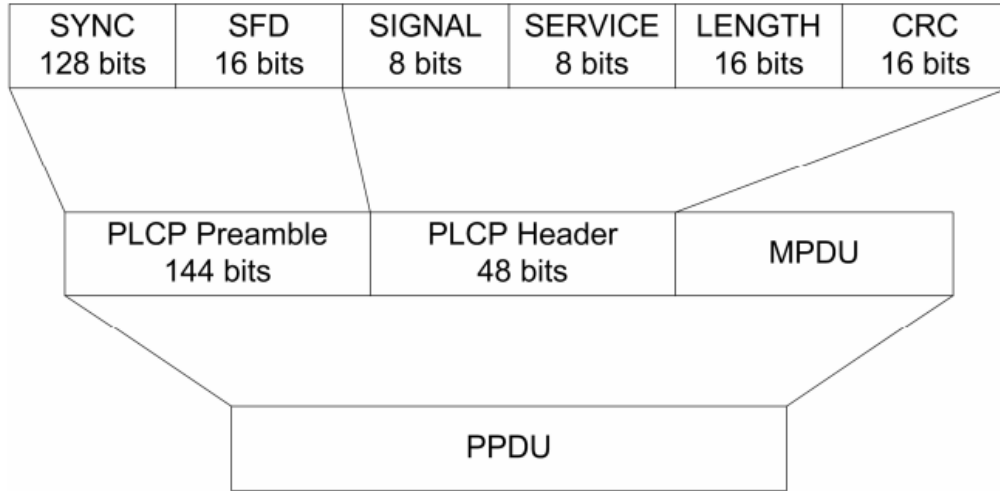 SYNC SFD SIGNAL SERVICE LENGTH CRC
128 bits 16 bits 8 bits 8 bits 16 bits 16 bits
PLCP Preamble PLCP Header MPDU
144 bits 48 bits
PPDU